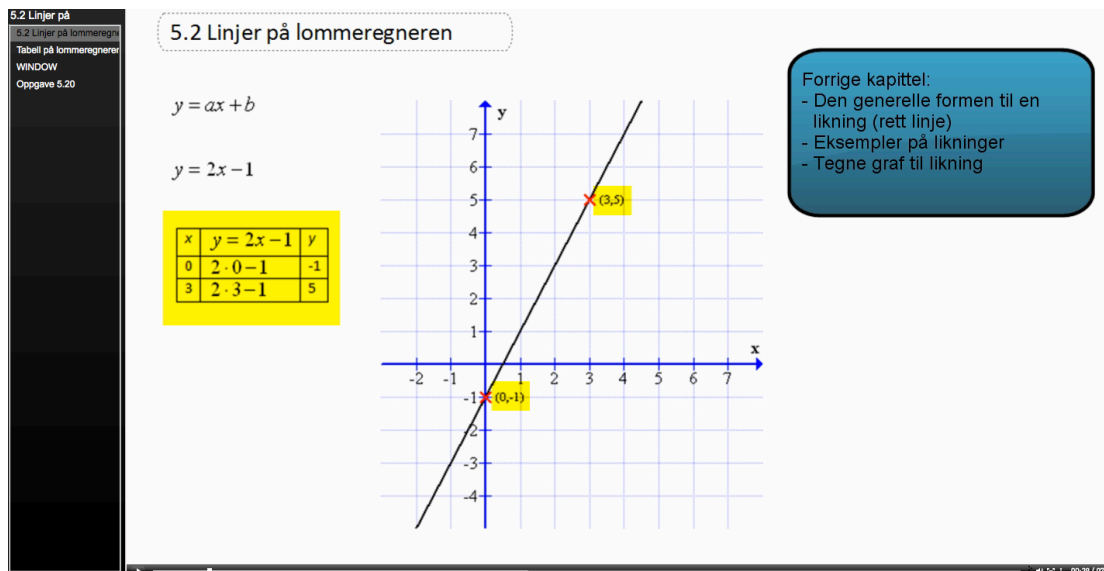 5.2 Linjer på
5.2 Linjer på lommeregne
Tabell på lommeregner
WINDOW
Oppgave 5.20
5.2 Linjer på lommeregneren
y = ax + b
y = 2x − 1
x y = 2x − 1 y
0 2 · 0 − 1 -1
3 2 · 3 − 1 5
y
7
6
5 (3,5)
4
3
2
1
x
-2 -1 1 2 3 4 5 6 7
-1 (0,-1)
-2
-3
-4
Forrige kapittel:
- Den generelle formen til en
likning (rett linje)
- Eksempler på likninger
- Tegne graf til likning